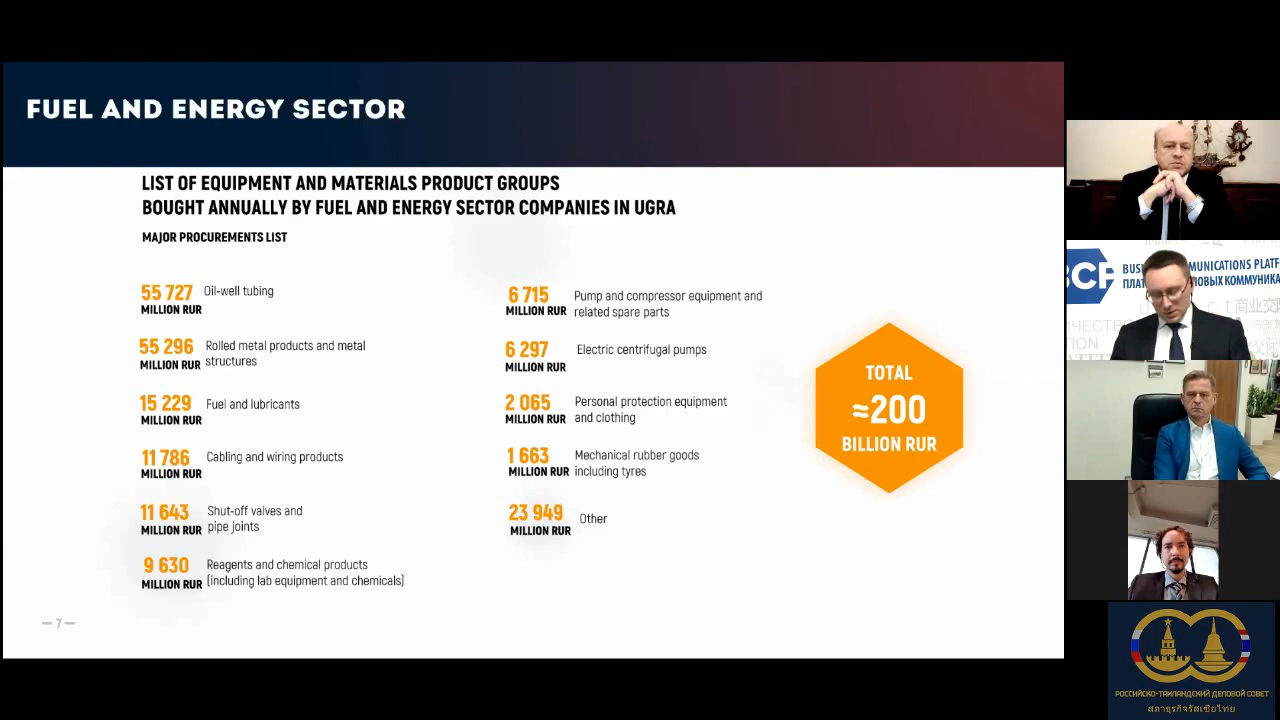 FUEL AND ENERGY SECTOR
LIST OF EQUIPMENT AND MATERIALS PRODUCT GROUPS
BOUGHT ANNUALLY BY FUEL AND ENERGY SECTOR COMPANIES IN UGRA
MAJOR PROCUREMENTS LIST
55 727
MILLION RUR
Oil-well tubing
55 296
MILLION RUR
Rolled metal products and metal
structures
15 229
MILLION RUR
Fuel and lubricants
11 786
MILLION RUR
Cabling and wiring products
11 643
MILLION RUR
Shut-off valves and
pipe joints
9 630
MILLION RUR
Reagents and chemical products
(including lab equipment and chemicals)
6 715
MILLION RUR
Pump and compressor equipment and
related spare parts
6 297
MILLION RUR
Electric centrifugal pumps
2 065
MILLION RUR
Personal protection equipment
and clothing
1 663
MILLION RUR
Mechanical rubber goods
including tyres
23 949
MILLION RUR
Other
TOTAL
≈200
BILLION RUR
— 7 —
РОССИЙСКО-ТАИЛАНДСКИЙ ДЕЛОВОЙ СОВЕТ
สภาธุรกิจรัสเซียไทย